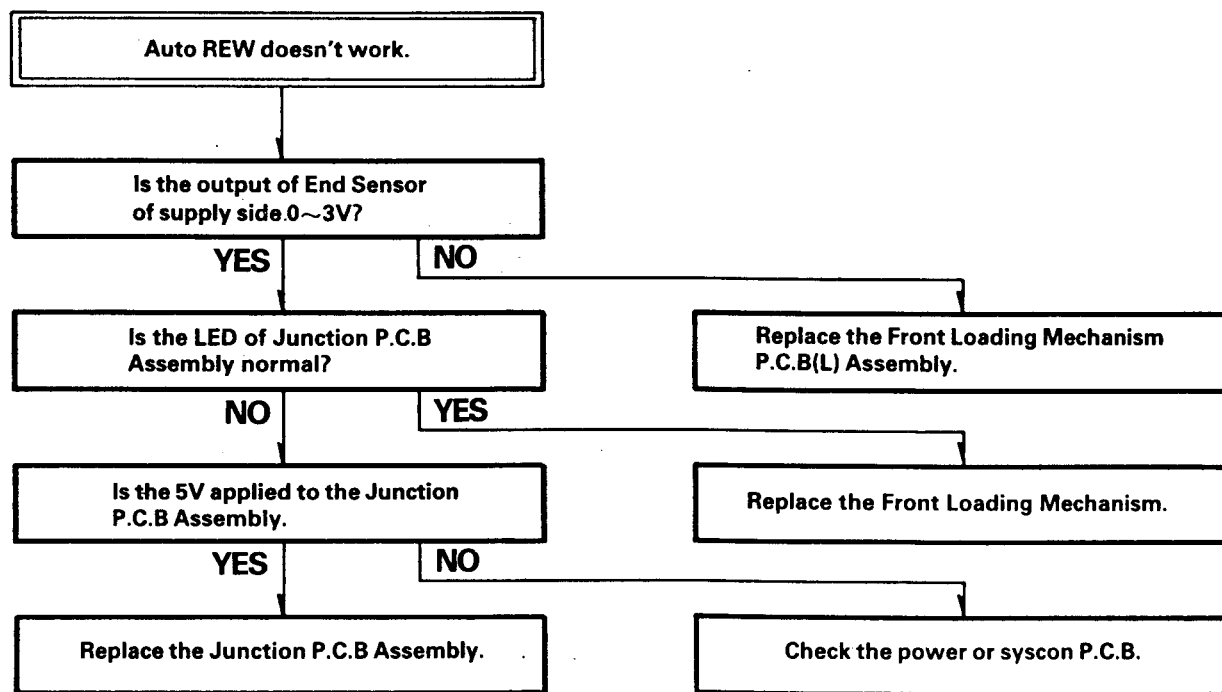 Auto REW doesn't work.
Is the output of End Sensor
of supply side.0~3V?
YES
NO
Is the LED of Junction P.C.B
Assembly normal?
Replace the Front Loading Mechanism
P.C.B(L) Assembly.
NO
YES
Is the 5V applied to the Junction
P.C.B Assembly.
Replace the Front Loading Mechanism.
YES
NO
Replace the Junction P.C.B Assembly.
Check the power or syscon P.C.B.